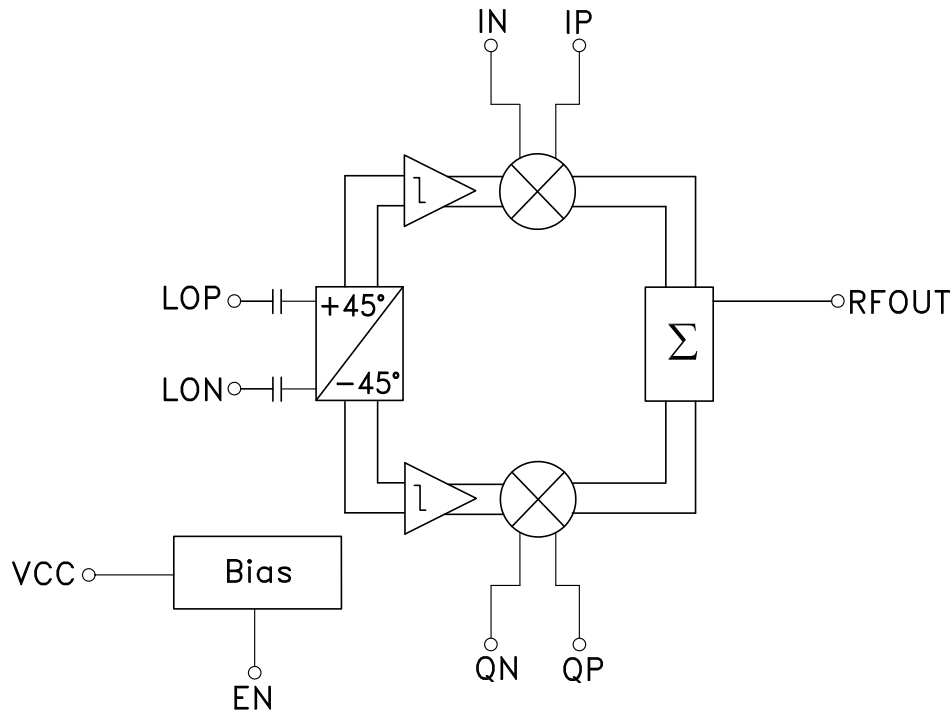 IN IP
LOP
+45°
RFOUT
Σ
LON
-45°
VCC
Bias
QN QP
EN